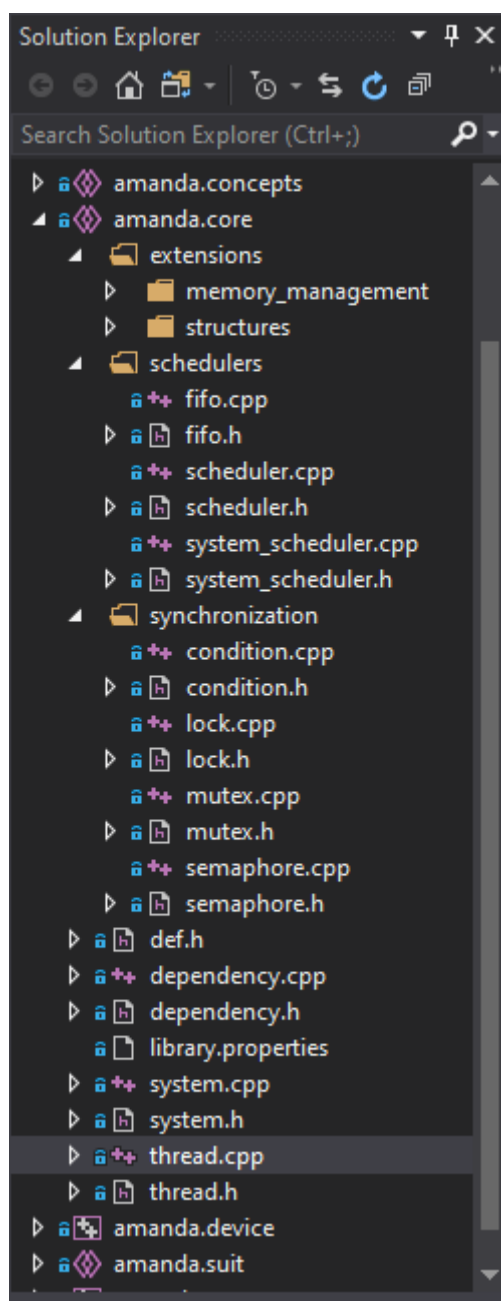 Solution Explorer
Search Solution Explorer (Ctrl+;)
amanda.concepts
amanda.core
extensions
memory_management
structures
schedulers
fifo.cpp
fifo.h
scheduler.cpp
scheduler.h
system_scheduler.cpp
system_scheduler.h
synchronization
condition.cpp
condition.h
lock.cpp
lock.h
mutex.cpp
mutex.h
semaphore.cpp
semaphore.h
def.h
dependency.cpp
dependency.h
library.properties
system.cpp
system.h
thread.cpp
thread.h
amanda.device
amanda.suit